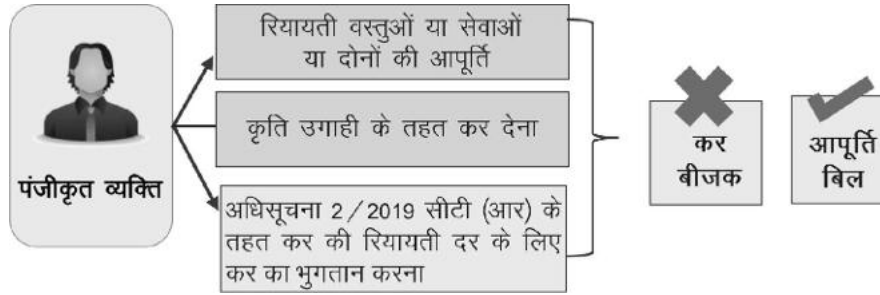 पंजीकृत व्यक्ति
रियायती वस्तुओं या सेवाओं
या दोनों की आपूर्ति
कृति उगाही के तहत कर देना
अधिसूचना 2/2019 सीटी (आर) के
तहत कर की रियायती दर के लिए
कर का भुगतान करना
कर
बीजक
आपूर्ति
बिल